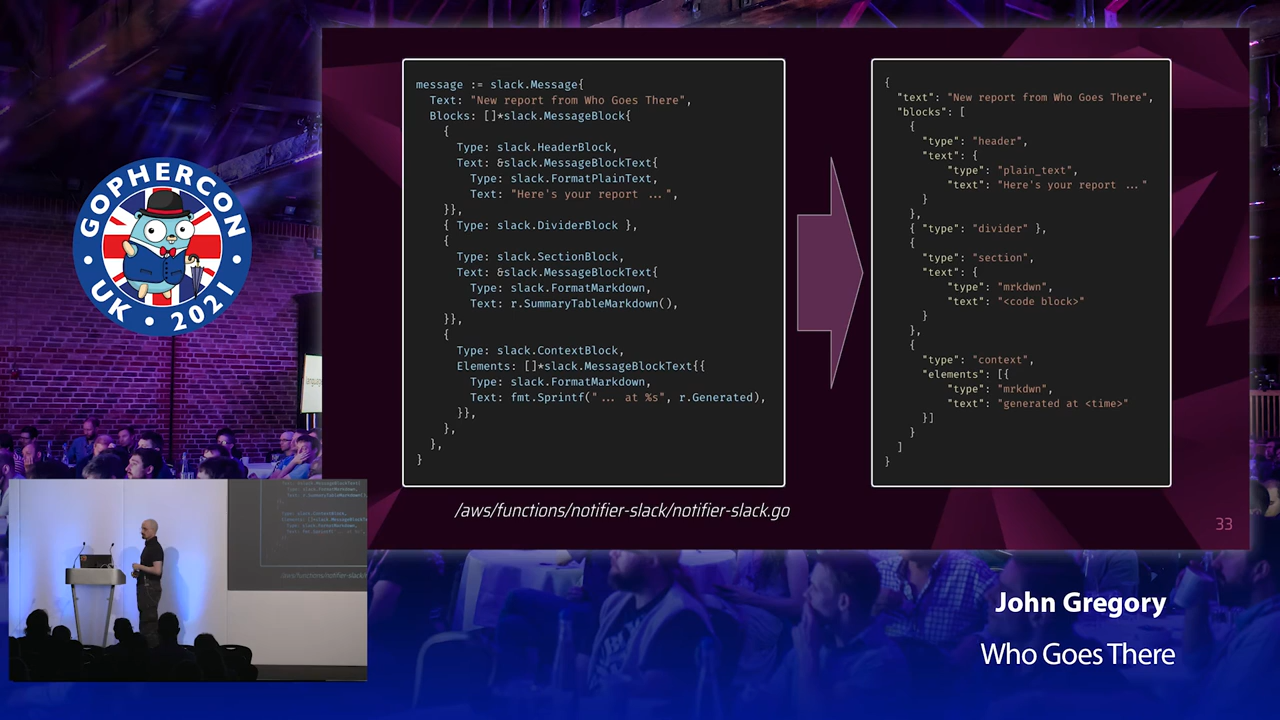 GOPHERCON
UK • 2021
message := slack.Message{
Text: "New report from Who Goes There",
Blocks: []*slack.MessageBlock{
{
Type: slack.HeaderBlock,
Text: &slack.MessageBlockText{
Type: slack.FormatPlainText,
Text: "Here's your report ...",
}},
{ Type: slack.DividerBlock },
{
Type: slack.SectionBlock,
Text: &slack.MessageBlockText{
Type: slack.FormatMarkdown,
Text: r.SummaryTableMarkdown(),
}},
{
Type: slack.ContextBlock,
Elements: []*slack.MessageBlockText{{
Type: slack.FormatMarkdown,
Text: fmt.Sprintf("... at %s", r.Generated),
}},
},
},
}
{
"text": "New report from Who Goes There",
"blocks": [
{
"type": "header",
"text": {
"type": "plain_text",
"text": "Here's your report ..."
}
},
{ "type": "divider" },
{
"type": "section",
"text": {
"type": "mrkdwn",
"text": "<code block>"
}
},
{
"type": "context",
"elements": [{
"type": "mrkdwn",
"text": "generated at <time>"
}]
}
]
}
/aws/functions/notifier-slack/notifier-slack.go
33
John Gregory
Who Goes There